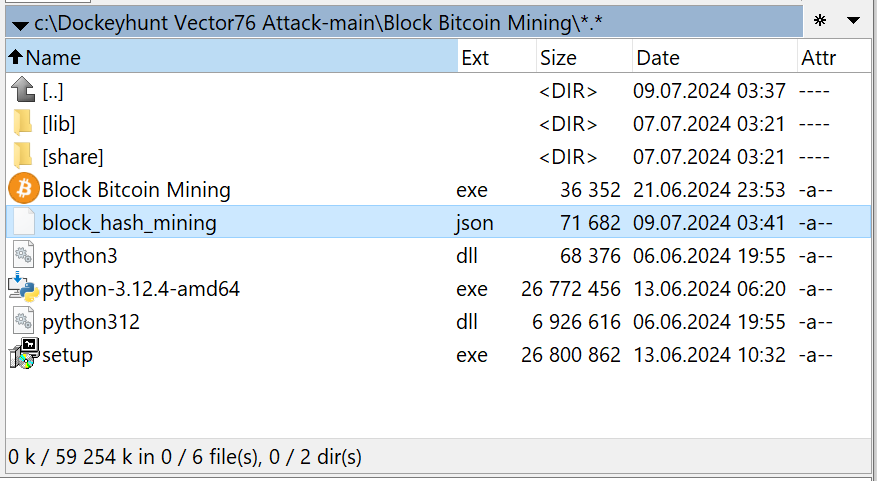 c:\Dockeyhunt Vector76 Attack-main\Block Bitcoin Mining\*.* *
Name Ext Size Date Attr
[..] <DIR> 09.07.2024 03:37 ----
[lib] <DIR> 07.07.2024 03:21 ----
[share] <DIR> 07.07.2024 03:21 ----
Block Bitcoin Mining exe 36 352 21.06.2024 23:53 -a--
block_hash_mining json 71 682 09.07.2024 03:41 -a--
python3 dll 68 376 06.06.2024 19:55 -a--
python-3.12.4-amd64 exe 26 772 456 13.06.2024 06:20 -a--
python312 dll 6 926 616 06.06.2024 19:55 -a--
setup exe 26 800 862 13.06.2024 10:32 -a--
0 k / 59 254 k in 0 / 6 file(s), 0 / 2 dir(s)